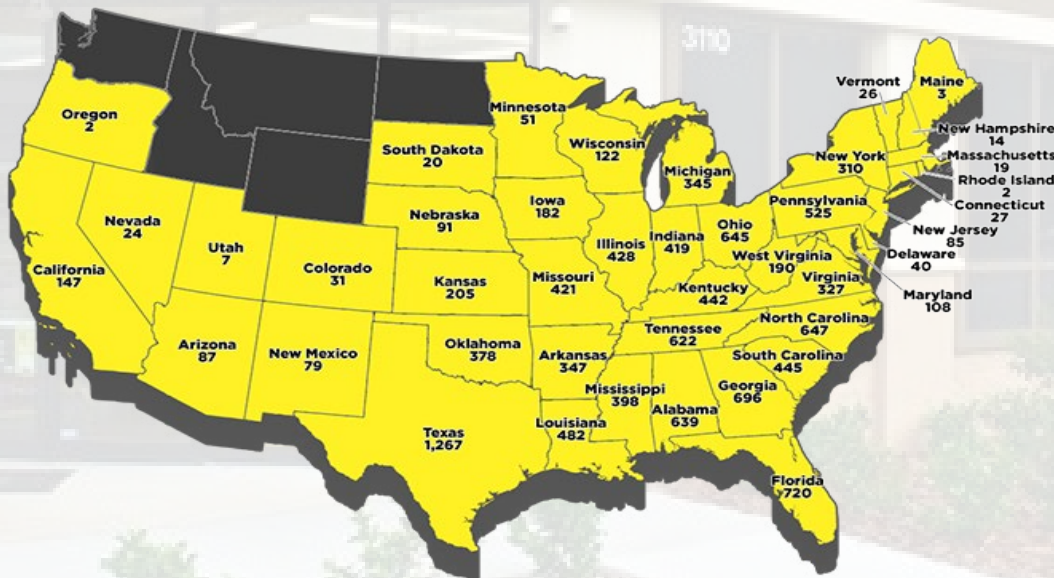 3110
Vermont
26
Maine
3
Oregon
2
Minnesota
51
New Hampshire
14
South Dakota
20
Wisconsin
122
Michigan
345
New York
310
Massachusetts
19
Rhode Island
2
Connecticut
27
Nevada
24
Utah
7
Nebraska
91
Iowa
182
Illinois
428
Indiana
419
Ohio
645
Pennsylvania
525
New Jersey
85
Delaware
40
California
147
Colorado
31
Kansas
205
Missouri
421
Kentucky
442
West Virginia
190
Virginia
327
Maryland
108
Arizona
87
New Mexico
79
Oklahoma
378
Arkansas
347
Tennessee
622
North Carolina
647
South Carolina
445
Texas
1,267
Louisiana
482
Mississippi
398
Alabama
639
Georgia
696
Florida
720